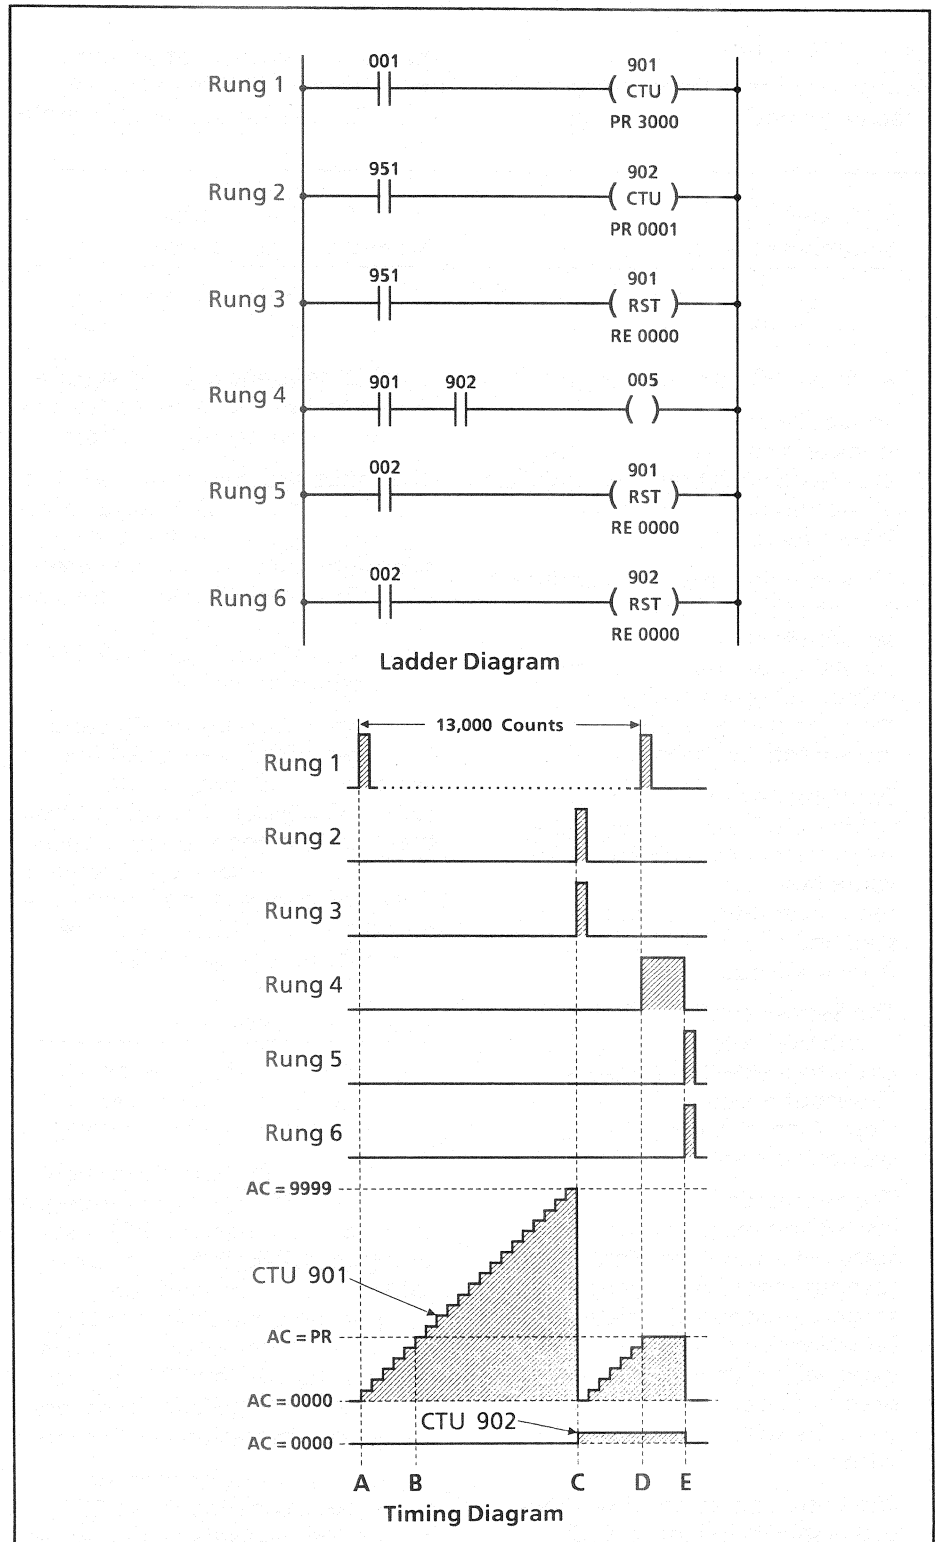 001
901
Rung 1
CTU
PR 3000
951
902
Rung 2
CTU
PR 0001
951
901
Rung 3
RST
RE 0000
901 902
005
Rung 4
002
901
Rung 5
RST
RE 0000
002
902
Rung 6
RST
RE 0000
Ladder Diagram
13,000 Counts
Rung 1
Rung 2
Rung 3
Rung 4
Rung 5
Rung 6
AC = 9999
CTU 901
AC = PR
AC = 0000
CTU 902
AC = 0000
A B C D E
Timing Diagram